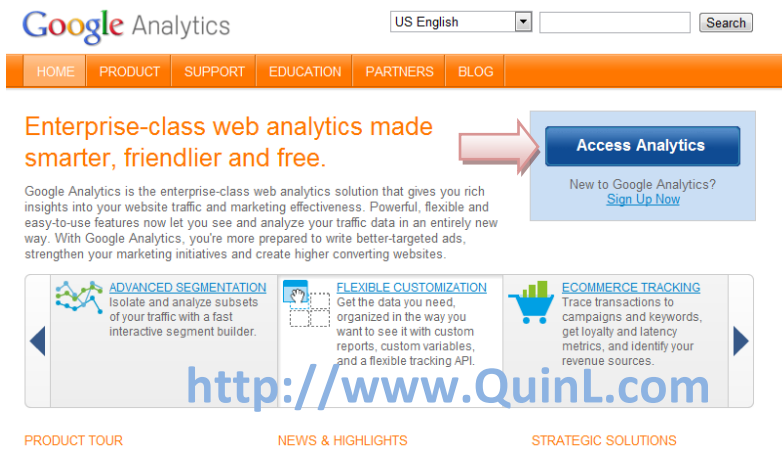 Google Analytics
US English
Search
HOME PRODUCT SUPPORT EDUCATION PARTNERS BLOG
Enterprise-class web analytics made
smarter, friendlier and free.
Google Analytics is the enterprise-class web analytics solution that gives you rich
insights into your website traffic and marketing effectiveness. Powerful, flexible and
easy-to-use features now let you see and analyze your traffic data in an entirely new
way. With Google Analytics, you're more prepared to write better-targeted ads,
strengthen your marketing initiatives and create higher converting websites.
Access Analytics
New to Google Analytics?
Sign Up Now
ADVANCED SEGMENTATION
Isolate and analyze subsets
of your traffic with a fast
interactive segment builder.
FLEXIBLE CUSTOMIZATION
Get the data you need,
organized in the way you
want to see it with custom
reports, custom variables,
and a flexible tracking API.
ECOMMERCE TRACKING
Trace transactions to
campaigns and keywords,
get loyalty and latency
metrics, and identify your
revenue sources.
http://www.QuinL.com
PRODUCT TOUR
NEWS & HIGHLIGHTS
STRATEGIC SOLUTIONS